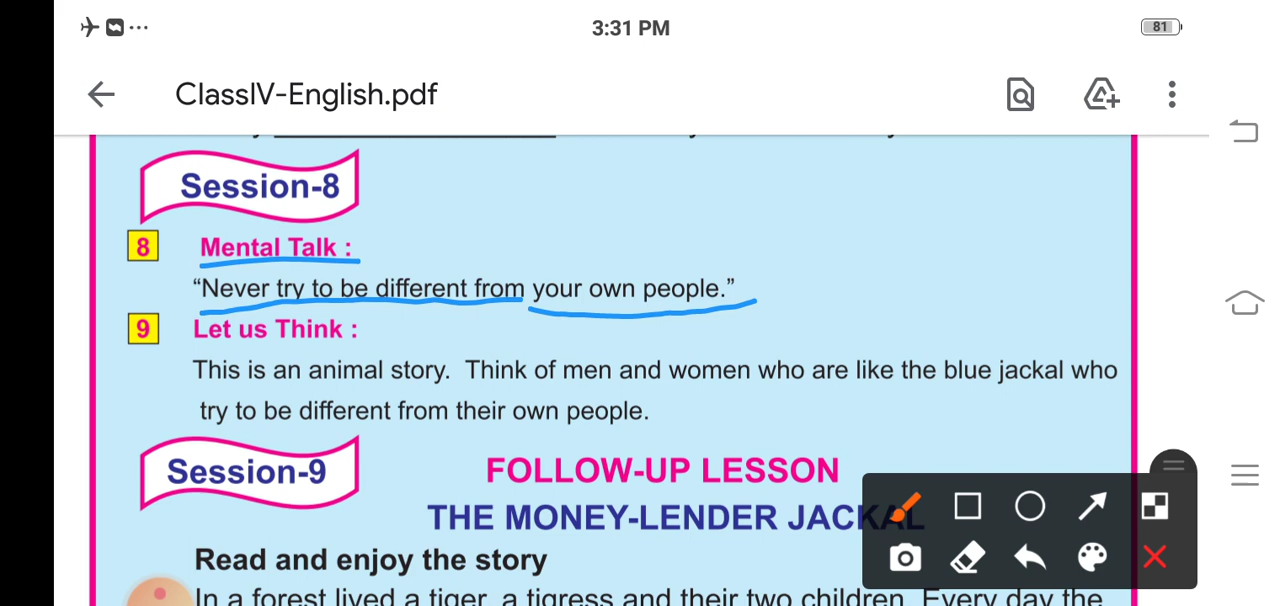 3:31 PM
81
ClassIV-English.pdf
Session-8
8 Mental Talk :
“Never try to be different from your own people.”
9 Let us Think :
This is an animal story. Think of men and women who are like the blue jackal who
try to be different from their own people.
Session-9
FOLLOW-UP LESSON
THE MONEY-LENDER JACKAL
Read and enjoy the story
In a forest lived a tiger, a tigress and their two children. Every day the